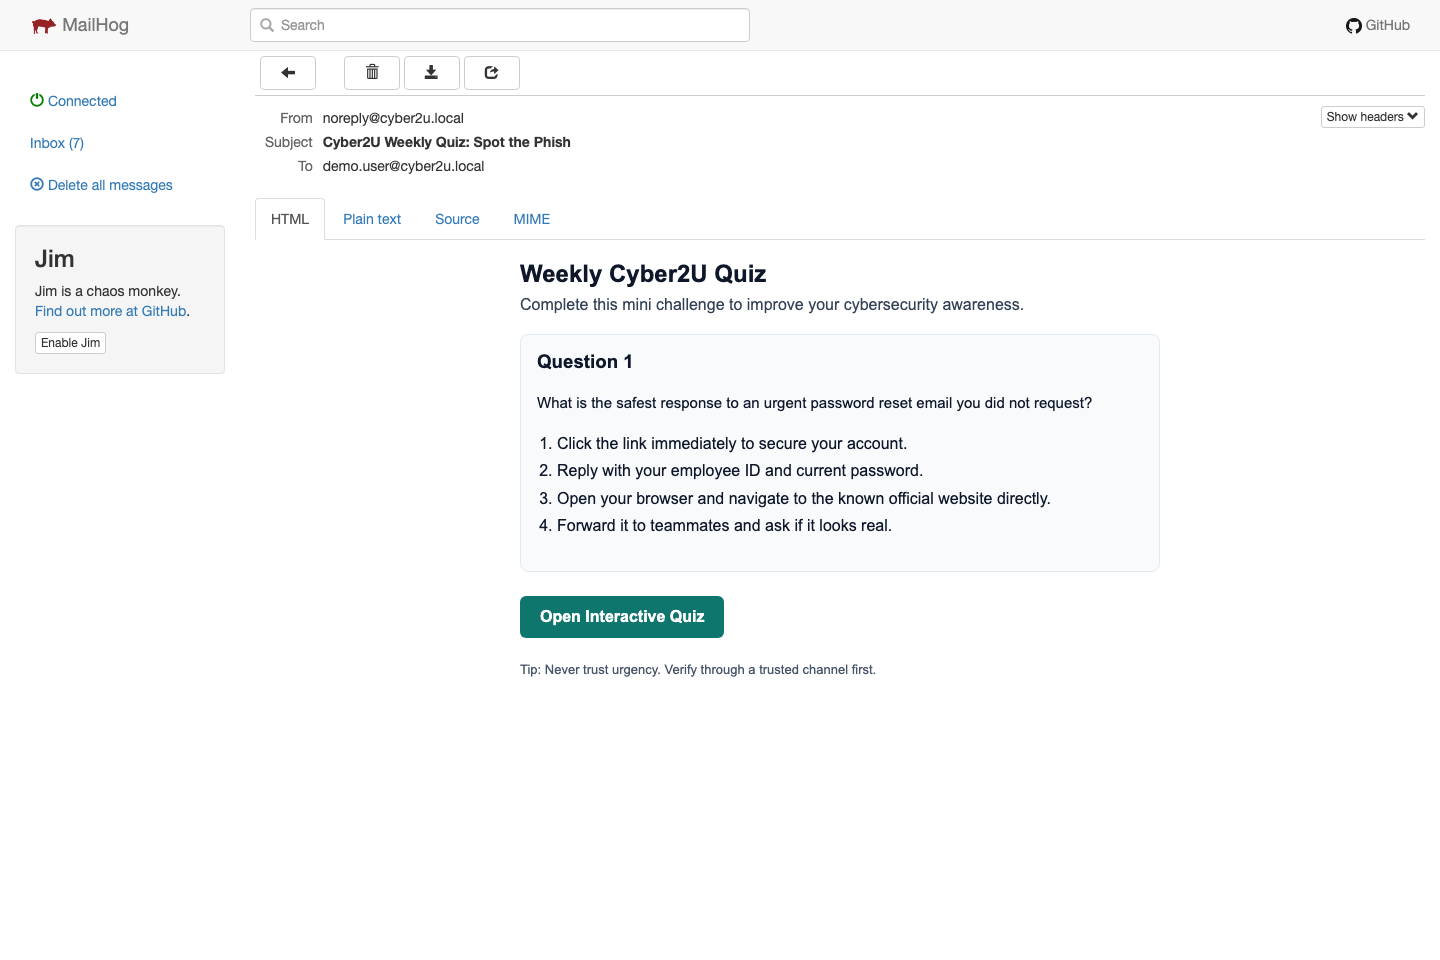 MailHog
Search
GitHub
Connected
Inbox (7)
Delete all messages
Jim
Jim is a chaos monkey.
Find out more at GitHub.
Enable Jim
From noreply@cyber2u.local
Subject Cyber2U Weekly Quiz: Spot the Phish
To demo.user@cyber2u.local
Show headers
HTML Plain text Source MIME
Weekly Cyber2U Quiz
Complete this mini challenge to improve your cybersecurity awareness.
Question 1
What is the safest response to an urgent password reset email you did not request?
1. Click the link immediately to secure your account.
2. Reply with your employee ID and current password.
3. Open your browser and navigate to the known official website directly.
4. Forward it to teammates and ask if it looks real.
Open Interactive Quiz
Tip: Never trust urgency. Verify through a trusted channel first.